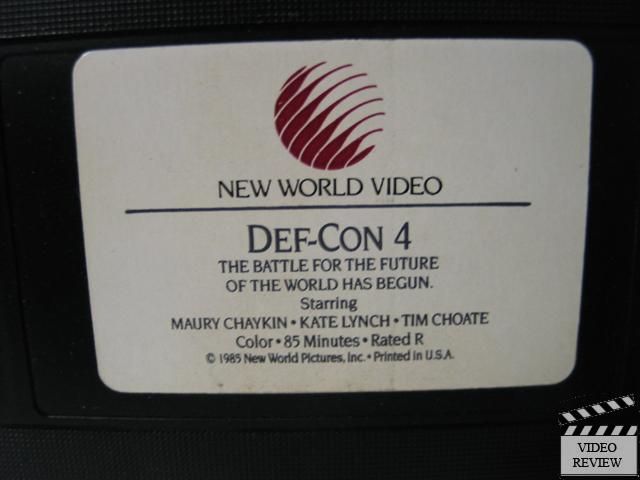 NEW WORLD VIDEO
DEF-CON 4
THE BATTLE FOR THE FUTURE
OF THE WORLD HAS BEGUN.
Starring
MAURY CHAYKIN • KATE LYNCH • TIM CHOATE
Color • 85 Minutes • Rated R
© 1985 New World Pictures, Inc. • Printed in U.S.A.
VIDEO
REVIEW